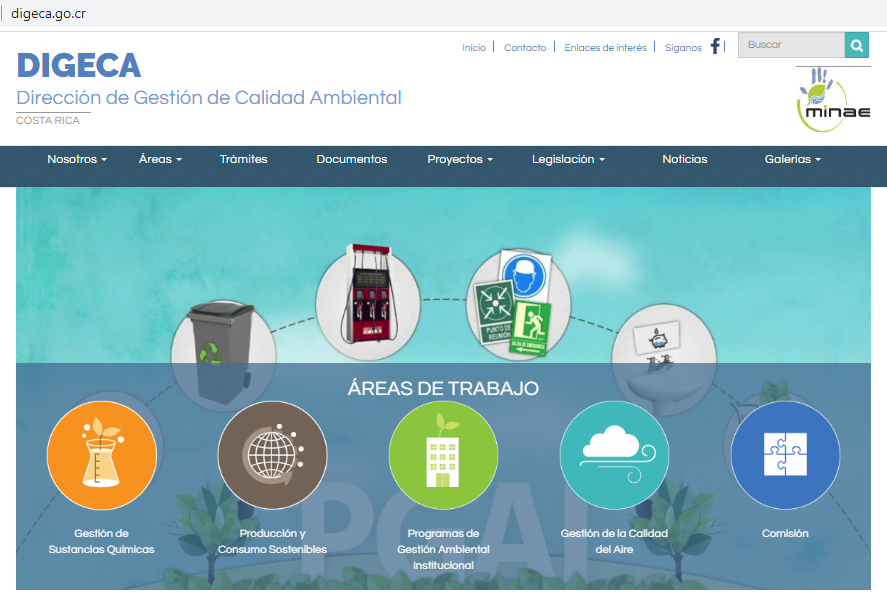 digeca.go.cr
DIGECA
Dirección de Gestión de Calidad Ambiental
COSTA RICA
Inicio | Contacto | Enlaces de interés | Síganos |
Buscar
minae
Nosotros Áreas Trámites Documentos Proyectos Legislación Noticias Galerías
PUNTO DE
REUNIÓN
SALIDA DE EMERGENCIA
ÁREAS DE TRABAJO
Gestión de
Sustancias Químicas
Producción y
Consumo Sostenibles
Programas de
Gestión Ambiental
Institucional
Gestión de la Calidad
del Aire
Comisión
PGAI